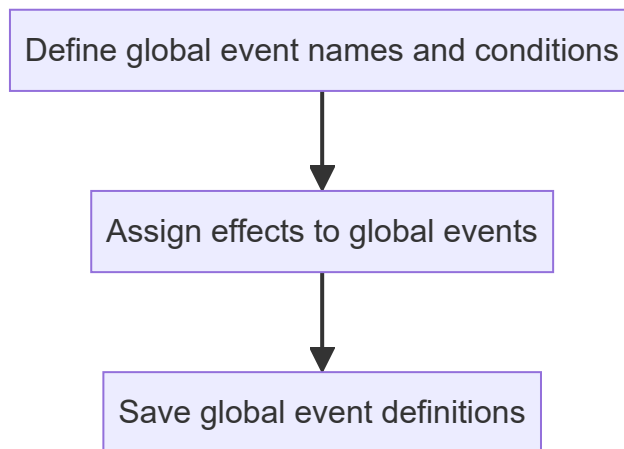 Define global event names and conditions
Assign effects to global events
Save global event definitions